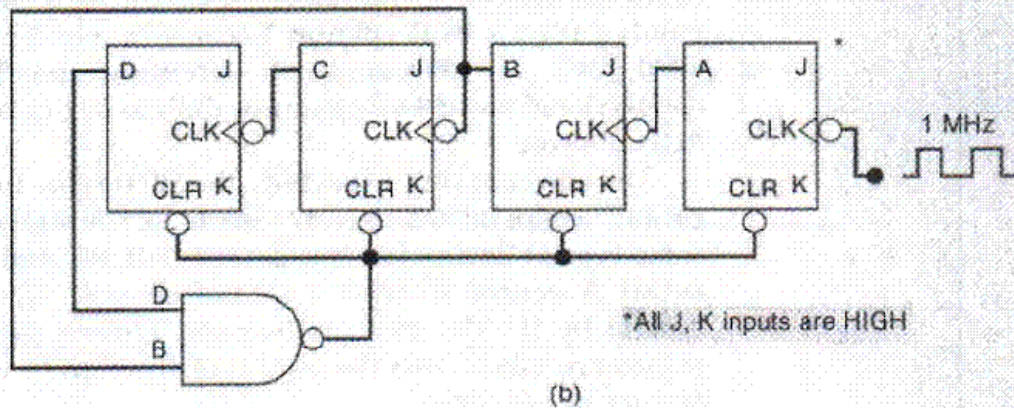 D J C J B J A J *
CLK CLK CLK CLK 1 MHz
CLR K CLR K CLR K CLR K
D
B
*All J, K inputs are HIGH
(b)